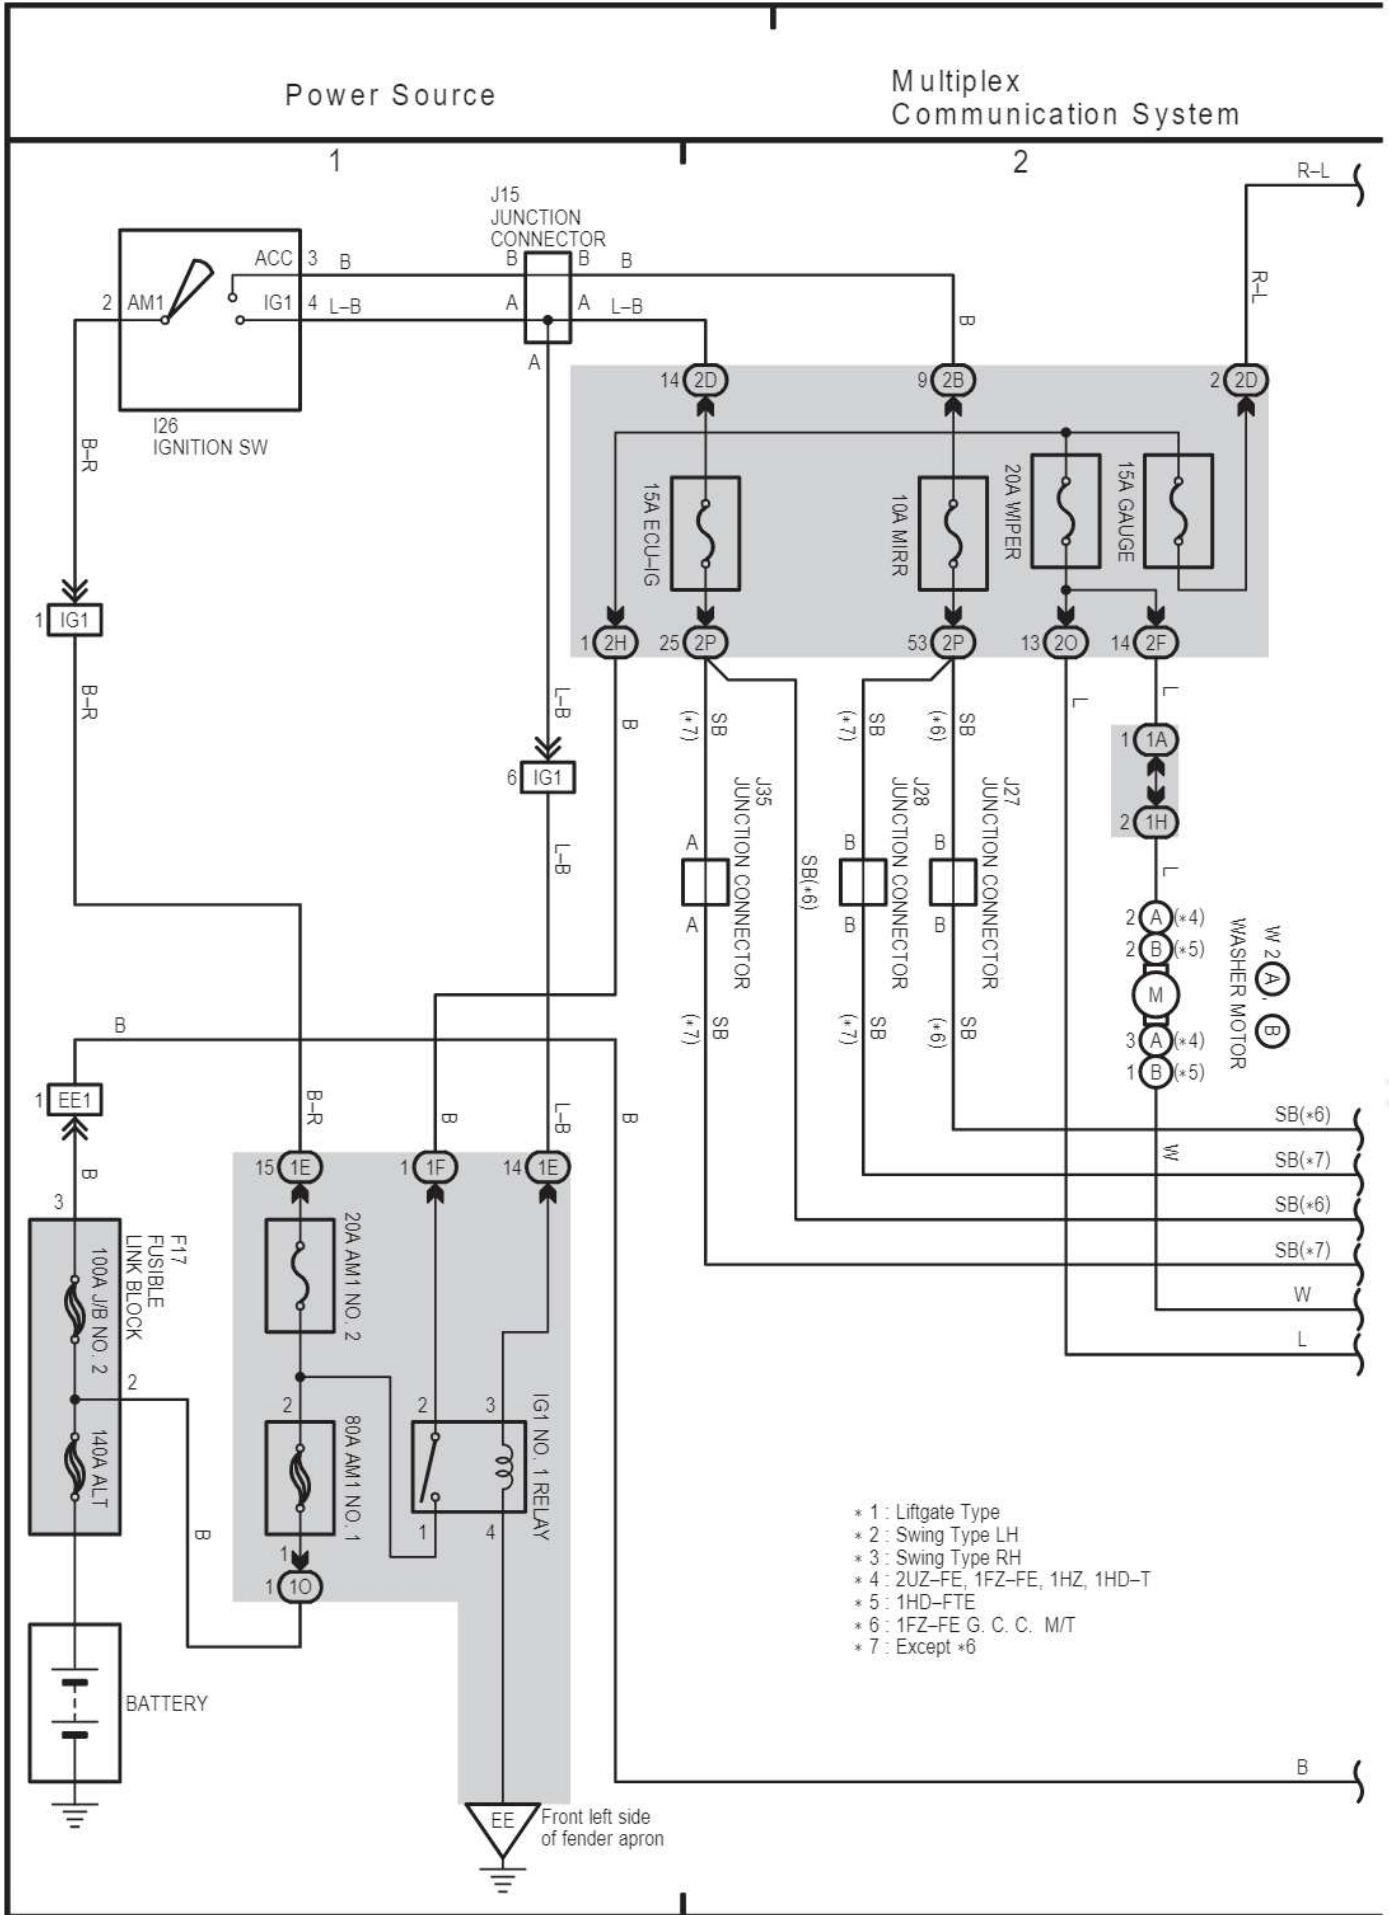 Power Source
Multiplex
Communication System
1
2
R–L
J15
JUNCTION
CONNECTOR
ACC 3 B
B B B
2 AM1
IG1 4 L–B
A A L–B
A
B
R–L
I26
IGNITION SW
14 2D
9 2B
2 2D
B–R
15A ECU–IG
10A MIRR
20A WIPER
15A GAUGE
1 IG1
1 2H
25 2P
53 2P
13 2O
14 2F
B–R
L–B
B
(*7) SB
(*7) SB
(*6) SB
L
L
1 1A
6 IG1
2 1H
J35
JUNCTION CONNECTOR
J28
JUNCTION CONNECTOR
J27
JUNCTION CONNECTOR
A
B
B
L–B
SB(*6)
L
A
B
B
2 A (*4)
2 B (*5)
M
3 A (*4)
1 B (*5)
W 2 A , B
WASHER MOTOR
(*7) SB
(*7) SB
(*6) SB
B
1 EE1
B–R
B
L–B
B
SB(*6)
W
SB(*7)
SB(*6)
SB(*7)
W
L
B
15 1E
1 1F
14 1E
3
F17
FUSIBLE
LINK BLOCK
100A J/B NO. 2
20A AM1 NO. 2
2
140A ALT
2
80A AM1 NO. 1
2 3
IG1 NO. 1 RELAY
1 4
B
1
1 1O
* 1 : Liftgate Type
* 2 : Swing Type LH
* 3 : Swing Type RH
* 4 : 2UZ–FE, 1FZ–FE, 1HZ, 1HD–T
* 5 : 1HD–FTE
* 6 : 1FZ–FE G. C. C. M/T
* 7 : Except *6
BATTERY
B
EE
Front left side
of fender apron